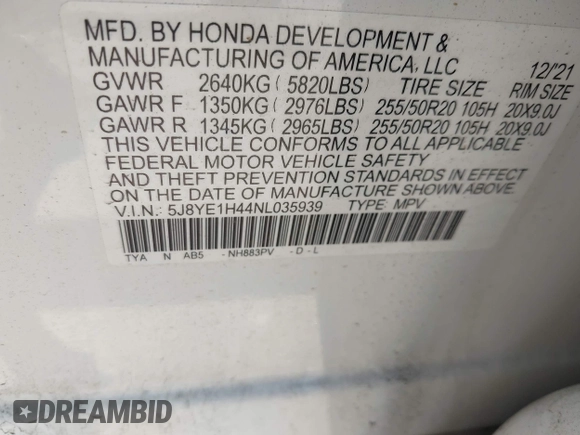 MFD. BY HONDA DEVELOPMENT &
MANUFACTURING OF AMERICA, LLC 12/21
GVWR 2640KG ( 5820LBS) TIRE SIZE RIM SIZE
GAWR F 1350KG ( 2976LBS) 255/50R20 105H 20X9.0J
GAWR R 1345KG ( 2965LBS) 255/50R20 105H 20X9.0J
THIS VEHICLE CONFORMS TO ALL APPLICABLE
FEDERAL MOTOR VEHICLE SAFETY
AND THEFT PREVENTION STANDARDS IN EFFECT
ON THE DATE OF MANUFACTURE SHOWN ABOVE.
V.I.N.: 5J8YE1H44NL035939 TYPE: MPV
TYA N AB5 -NH883PV -D-L
DREAMBID